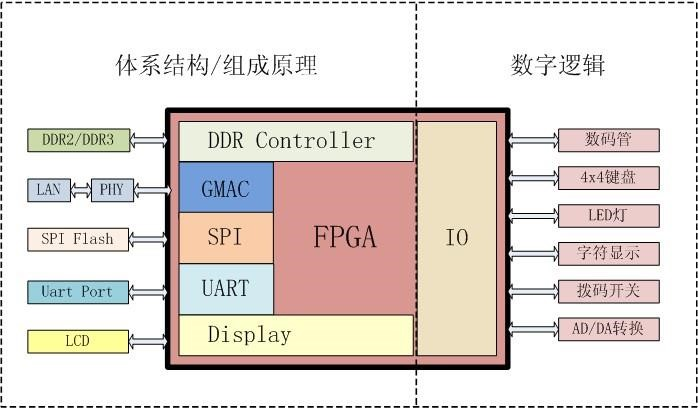 体系结构/组成原理
数字逻辑
DDR2/DDR3
LAN
PHY
SPI Flash
Uart Port
LCD
DDR Controller
GMAC
SPI
UART
Display
FPGA
IO
数码管
4x4键盘
LED灯
字符显示
拨码开关
AD/DA转换